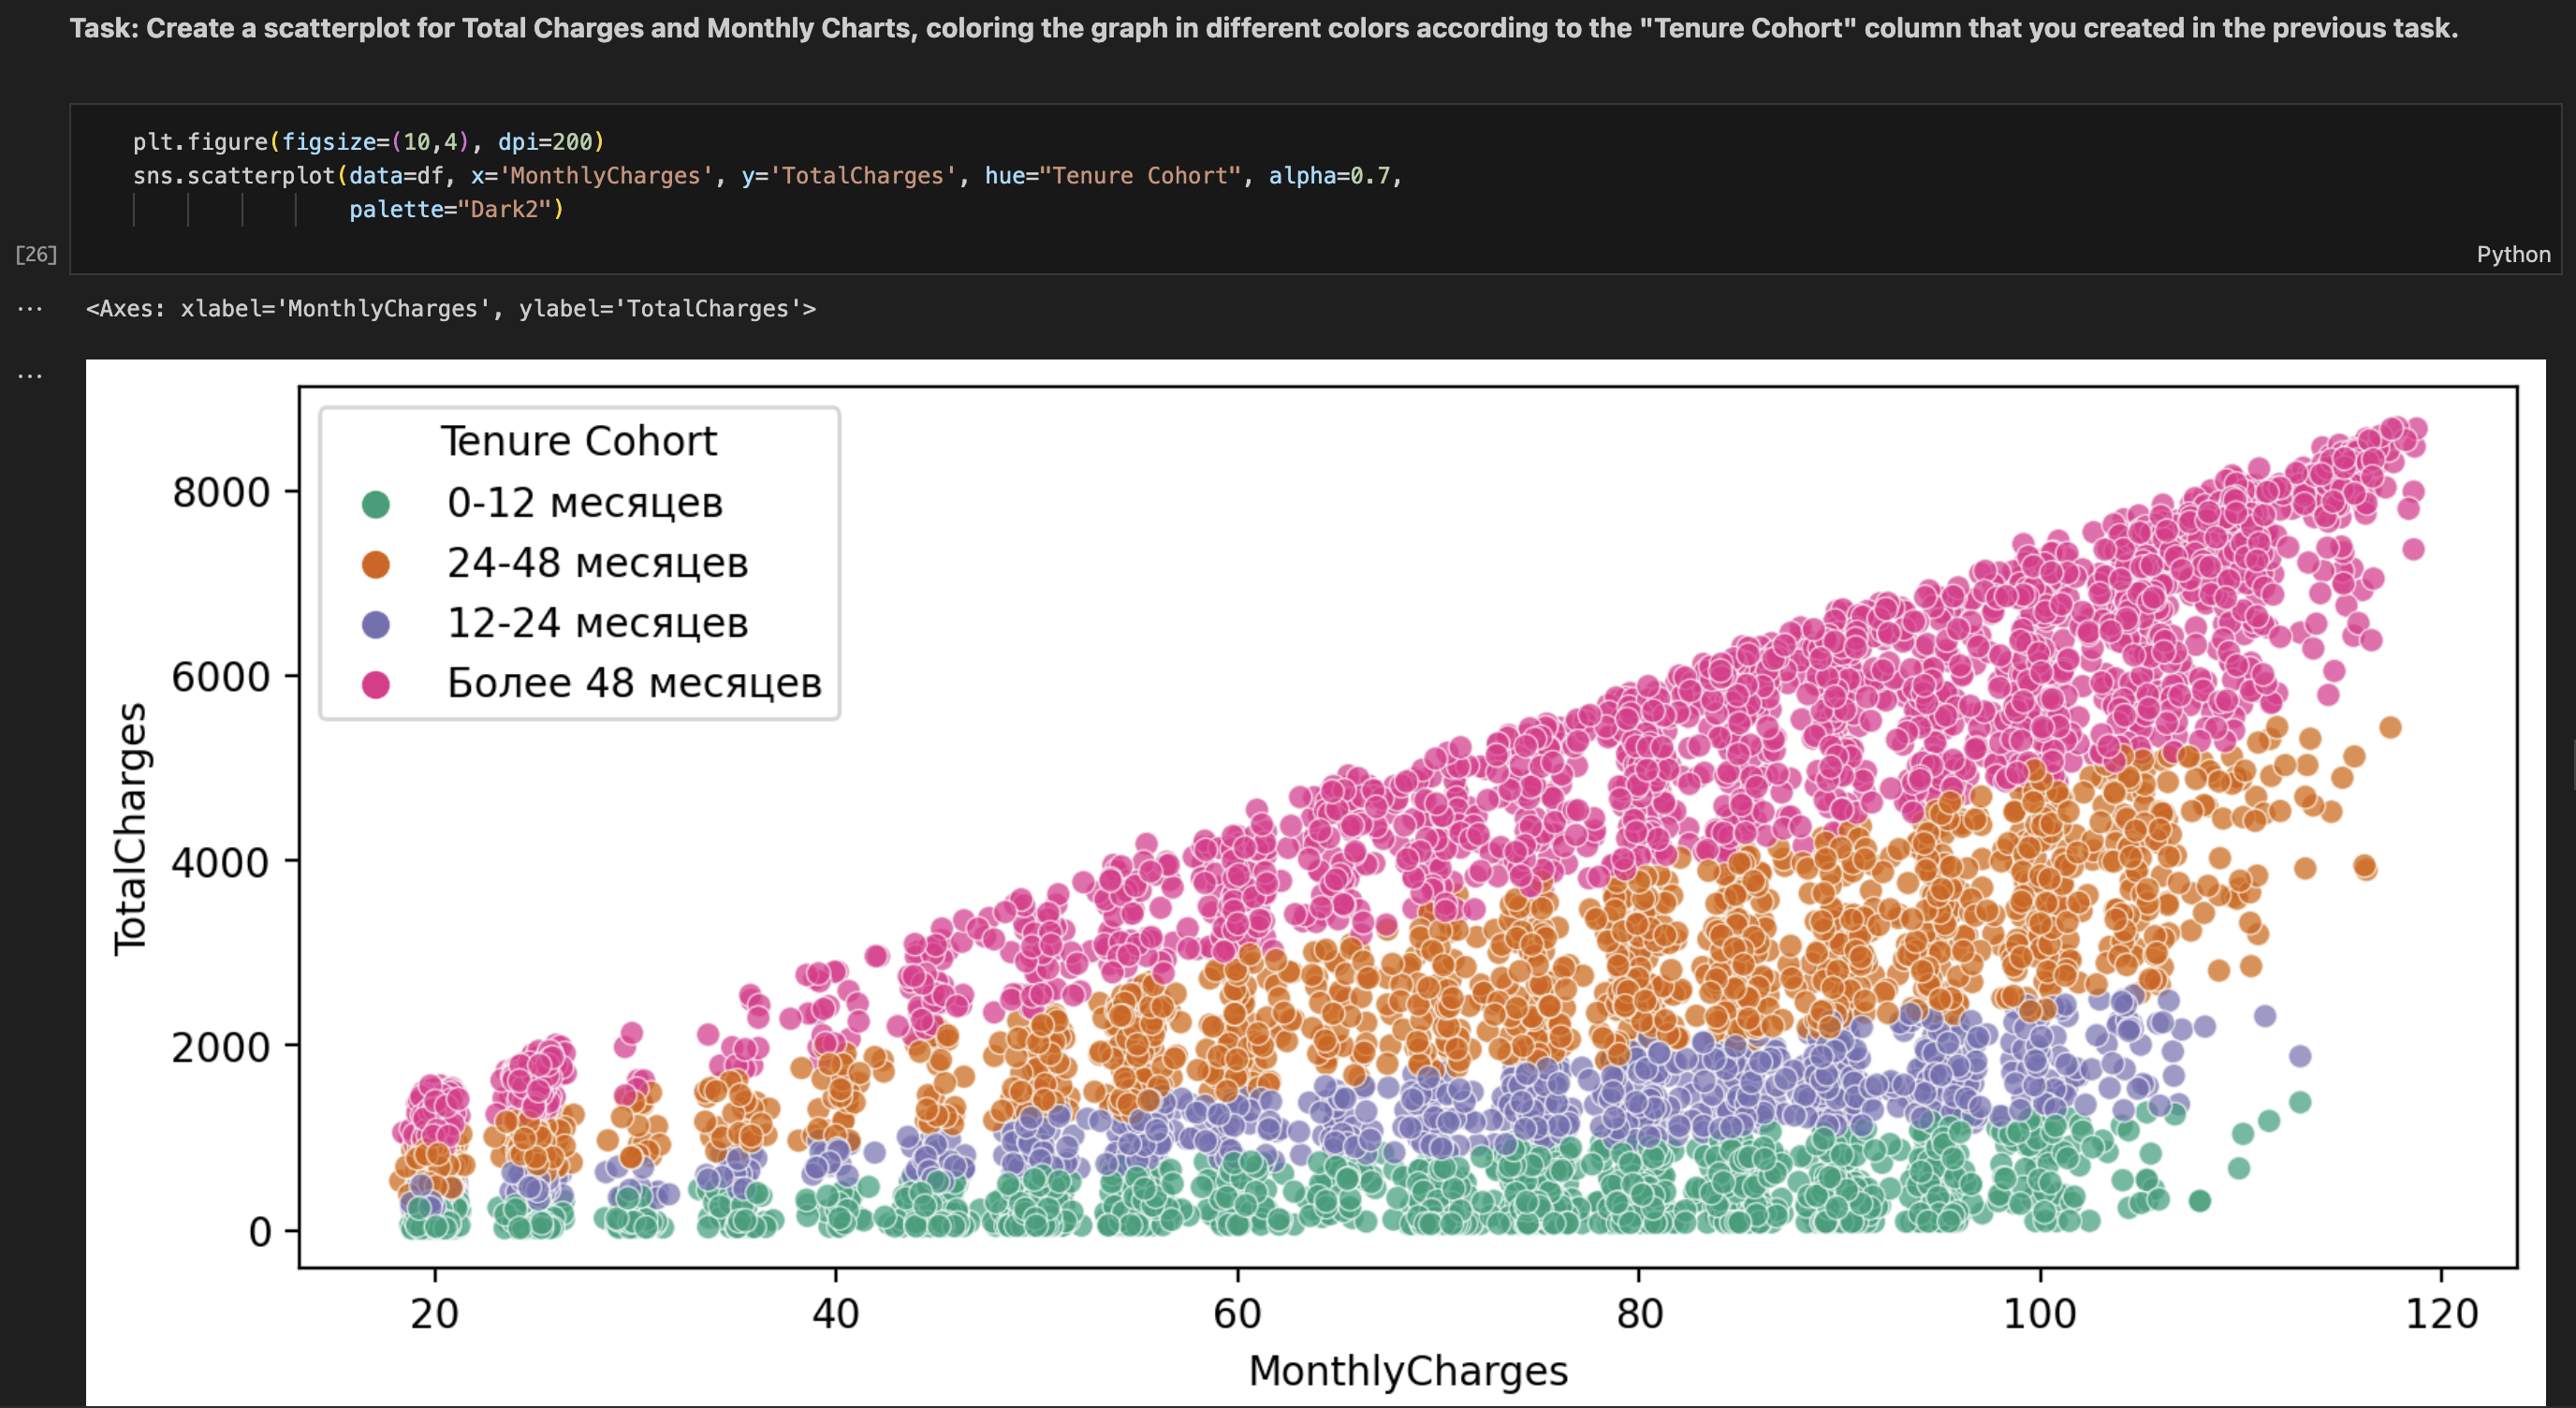 Task: Create a scatterplot for Total Charges and Monthly Charts, coloring the graph in different colors according to the "Tenure Cohort" column that you created in the previous task.
plt.figure(figsize=(10,4), dpi=200)
sns.scatterplot(data=df, x='MonthlyCharges', y='TotalCharges', hue="Tenure Cohort", alpha=0.7,
palette="Dark2")
[26]
Python
... <Axes: xlabel='MonthlyCharges', ylabel='TotalCharges'>
...
Tenure Cohort
0-12 месяцев
24-48 месяцев
12-24 месяцев
Более 48 месяцев
TotalCharges
8000
6000
4000
2000
0
20 40 60 80 100 120
MonthlyCharges